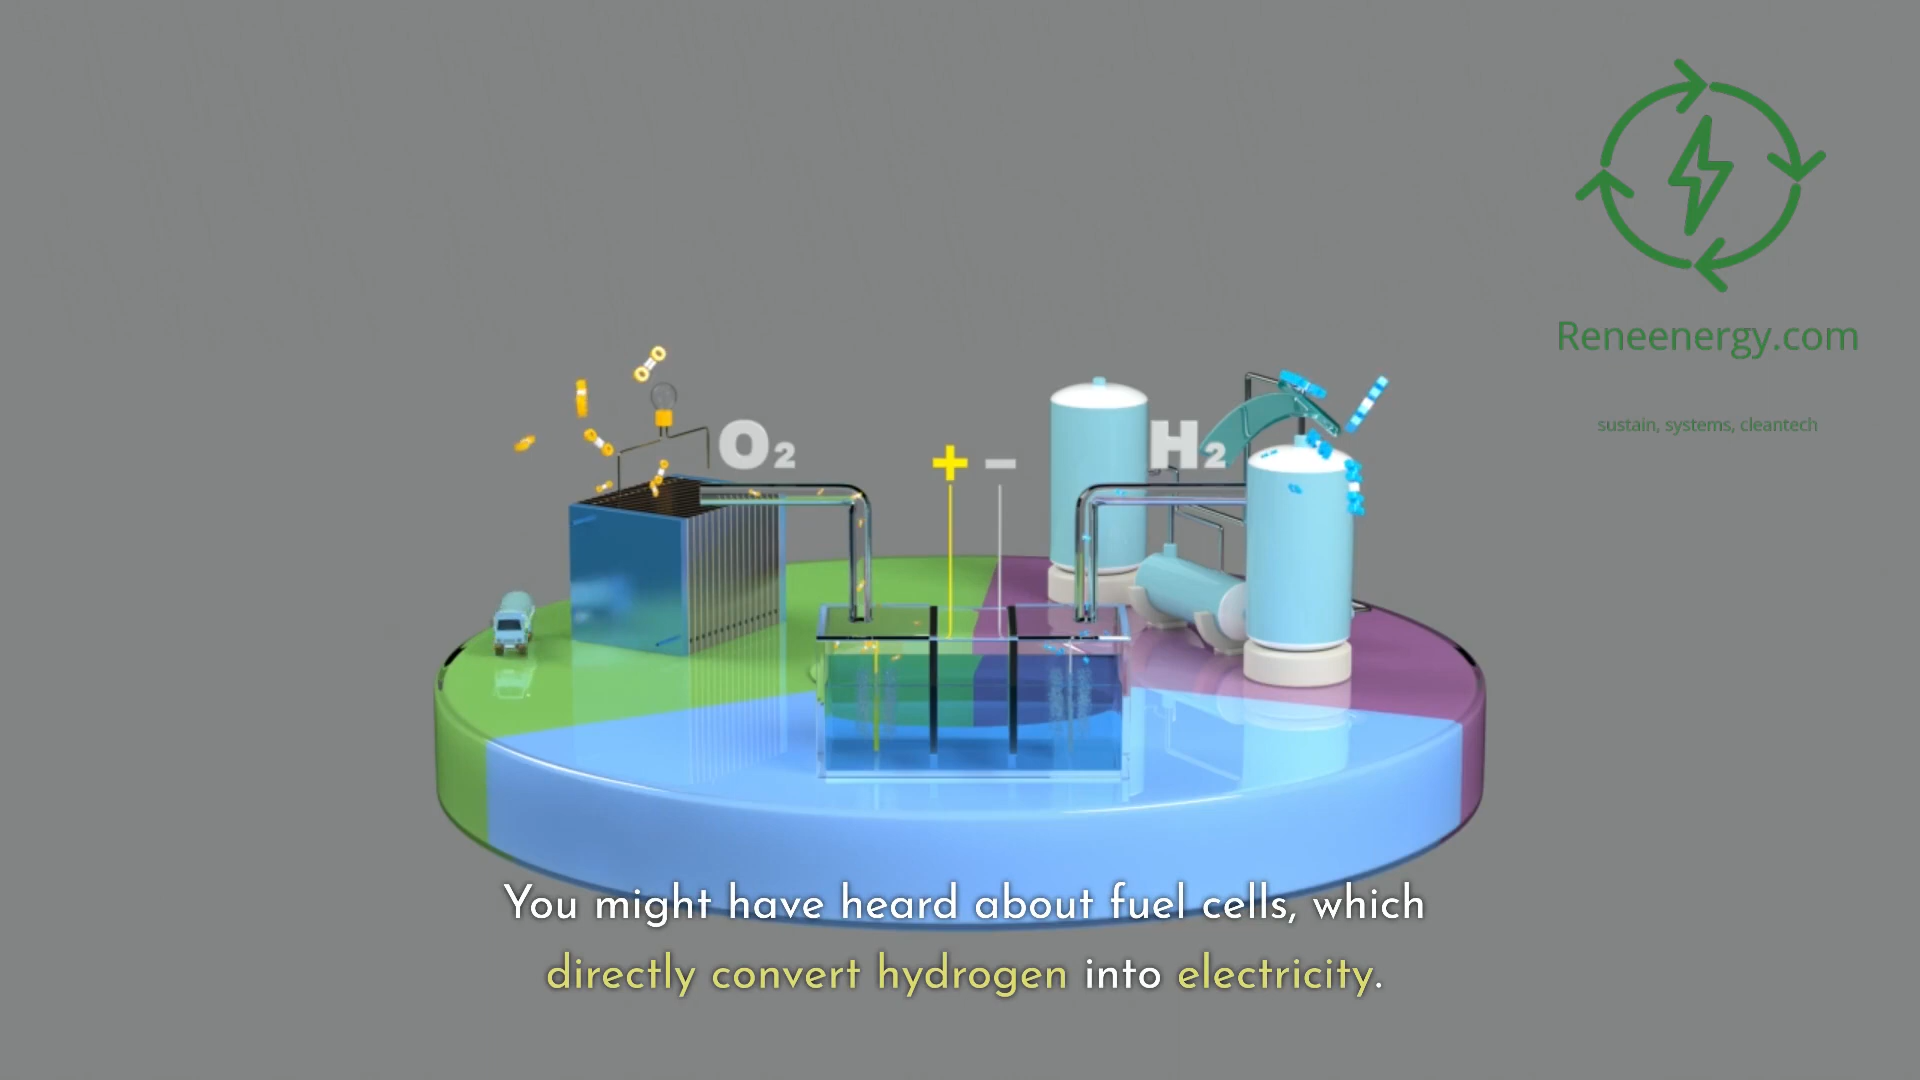 Reneenergy.com
sustain, systems, cleantech
O₂
+ −
H₂
You might have heard about fuel cells, which
directly convert hydrogen into electricity.